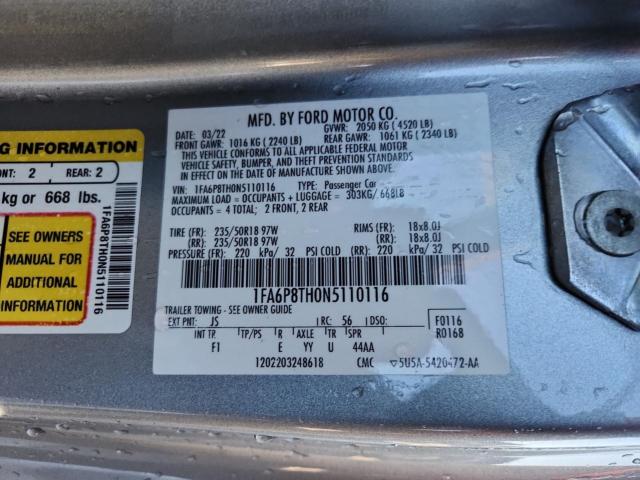 G INFORMATION
NT: 2 REAR: 2
kg or 668 lbs.
SEE OWNERS
MANUAL FOR
ADDITIONAL
INFORMATION
1FA6P8TH0N5110116
MFD. BY FORD MOTOR CO.
DATE: 03/22 GVWR: 2050 KG ( 4520 LB)
FRONT GAWR: 1016 KG ( 2240 LB) REAR GAWR: 1061 KG ( 2340 LB)
THIS VEHICLE CONFORMS TO ALL APPLICABLE FEDERAL MOTOR
VEHICLE SAFETY, BUMPER, AND THEFT PREVENTION STANDARDS
IN EFFECT ON THE DATE OF MANUFACTURE SHOWN ABOVE.
VIN: 1FA6P8TH0N5110116 TYPE: Passenger Car
MAXIMUM LOAD = OCCUPANTS + LUGGAGE = 303KG/ 668LB
OCCUPANTS = 4 TOTAL; 2 FRONT, 2 REAR
TIRE (FR): 235/50R18 97W RIMS (FR): 18x8.0J
(RR): 235/50R18 97W (RR): 18x8.0J
PRESSURE (FR): 220 kPa/ 32 PSI COLD (RR): 220 kPa/ 32 PSI COLD
1FA6P8TH0N5110116
TRAILER TOWING - SEE OWNER GUIDE
EXT PNT: JS RC: 56 DSO: F0116
INT TR TP/PS R AXLE TR SPR R0168
F1 E YY U 44AA
1202203248618 CMC ▽5U5A-5420472-AA